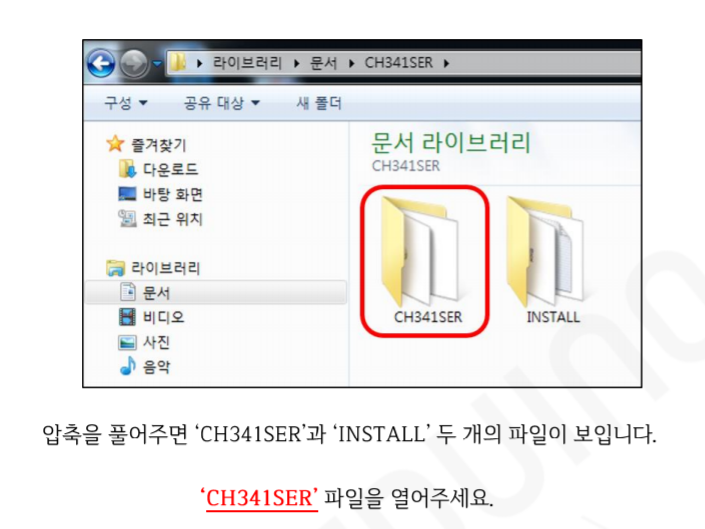 라이브러리 ▸ 문서 ▸ CH341SER ▸
구성 ▼ 공유 대상 ▼ 새 폴더
즐겨찾기
다운로드
바탕 화면
최근 위치
라이브러리
문서
비디오
사진
음악
문서 라이브러리
CH341SER
CH341SER INSTALL
압축을 풀어주면 ‘CH341SER’과 ‘INSTALL’ 두 개의 파일이 보입니다.
‘CH341SER’ 파일을 열어주세요.